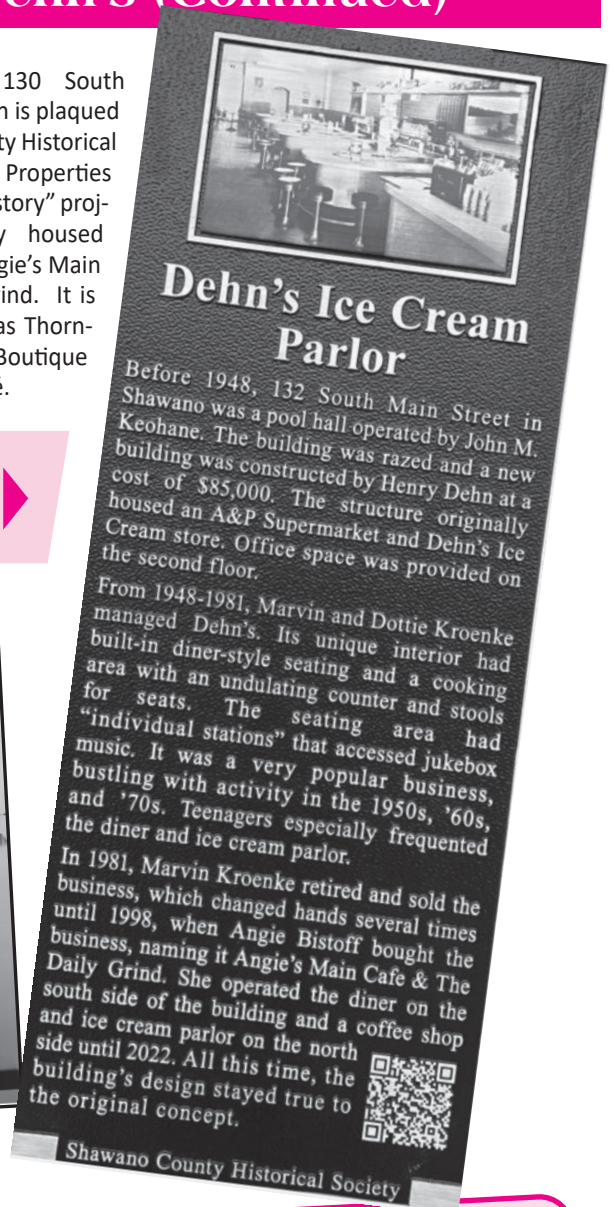 (Continued)
130 South
is plaqued
Historical
Properties
story” proj-
housed
gie’s Main
ind. It is
as Thorn-
Boutique
Dehn's Ice Cream
Parlor
Before 1948, 132 South Main Street in
Shawano was a pool hall operated by John M.
Keohane. The building was razed and a new
building was constructed by Henry Dehn at a
cost of $85,000. The structure originally
housed an A&P Supermarket and Dehn's Ice
Cream store. Office space was provided on
the second floor.
From 1948-1981, Marvin and Dottie Kroenke
managed Dehn's. Its unique interior had
built-in diner-style seating and a cooking
area with an undulating counter and stools
for seats. The seating area had
“individual stations” that accessed jukebox
music. It was a very popular business,
bustling with activity in the 1950s, ’60s,
and ’70s. Teenagers especially frequented
the diner and ice cream parlor.
In 1981, Marvin Kroenke retired and sold the
business, which changed hands several times
until 1998, when Angie Bistoff bought the
business, naming it Angie's Main Cafe & The
Daily Grind. She operated the diner on the
south side of the building and a coffee shop
and ice cream parlor on the north
side until 2022. All this time, the
building's design stayed true to
the original concept.
Shawano County Historical Society